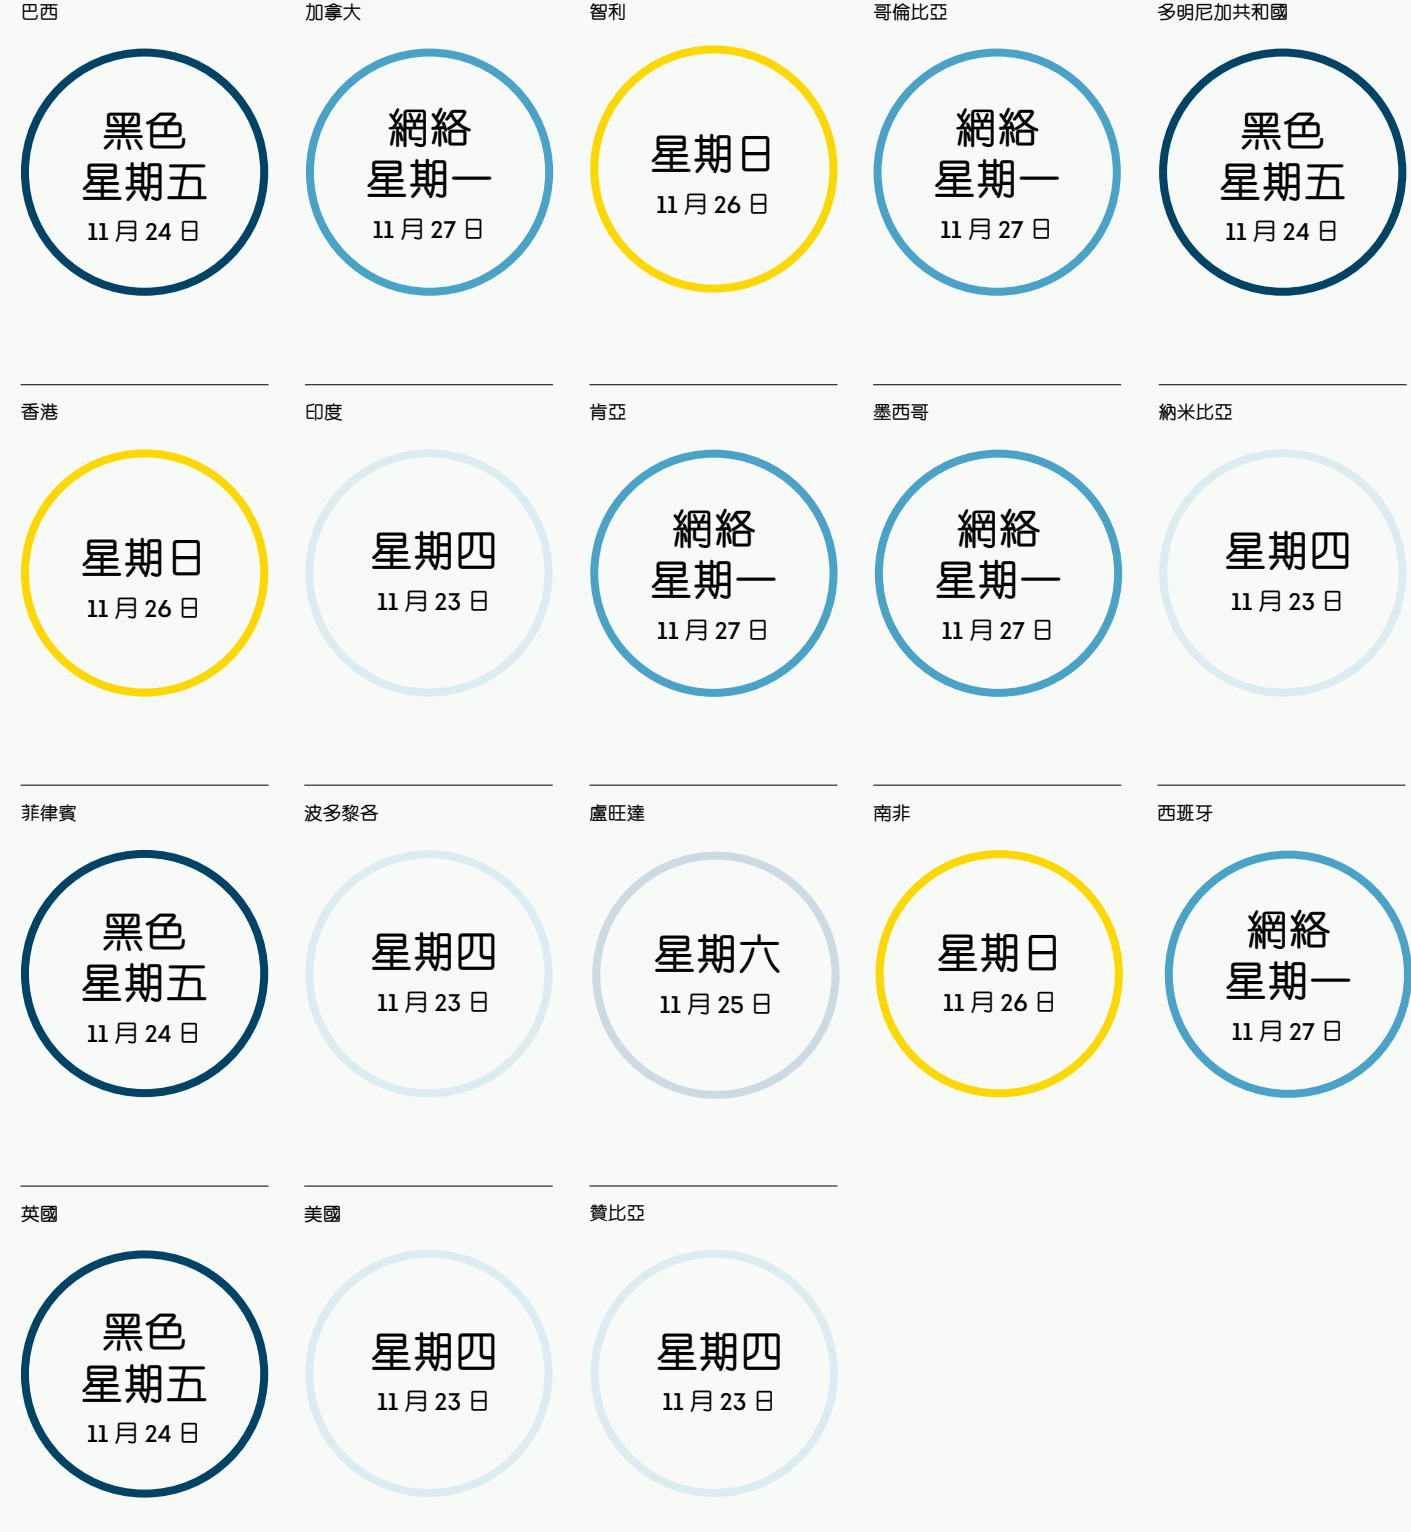 巴西
黑色
星期五
11 月 24 日
加拿大
網絡
星期一
11 月 27 日
智利
星期日
11 月 26 日
哥倫比亞
網絡
星期一
11 月 27 日
多明尼加共和國
黑色
星期五
11 月 24 日
香港
星期日
11 月 26 日
印度
星期四
11 月 23 日
肯亞
網絡
星期一
11 月 27 日
墨西哥
網絡
星期一
11 月 27 日
納米比亞
星期四
11 月 23 日
菲律賓
黑色
星期五
11 月 24 日
波多黎各
星期四
11 月 23 日
盧旺達
星期六
11 月 25 日
南非
星期日
11 月 26 日
西班牙
網絡
星期一
11 月 27 日
英國
黑色
星期五
11 月 24 日
美國
星期四
11 月 23 日
贊比亞
星期四
11 月 23 日